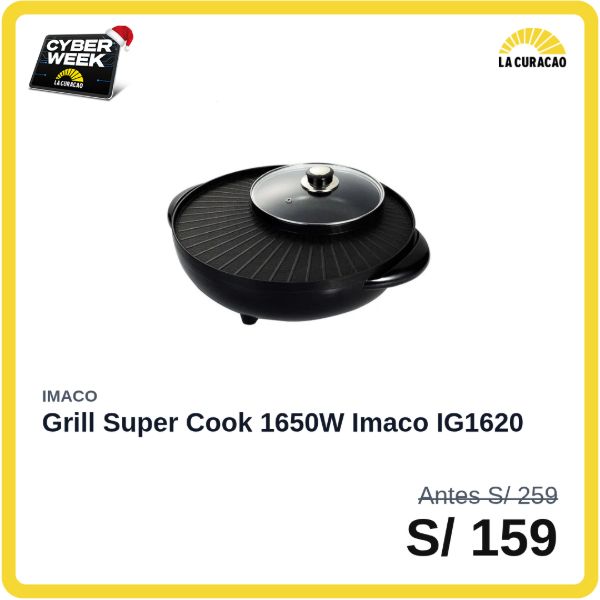 CYBER
WEEK
LA CURACAO
LA CURACAO
IMACO
Grill Super Cook 1650W Imaco IG1620
Antes S/ 259
S/ 159